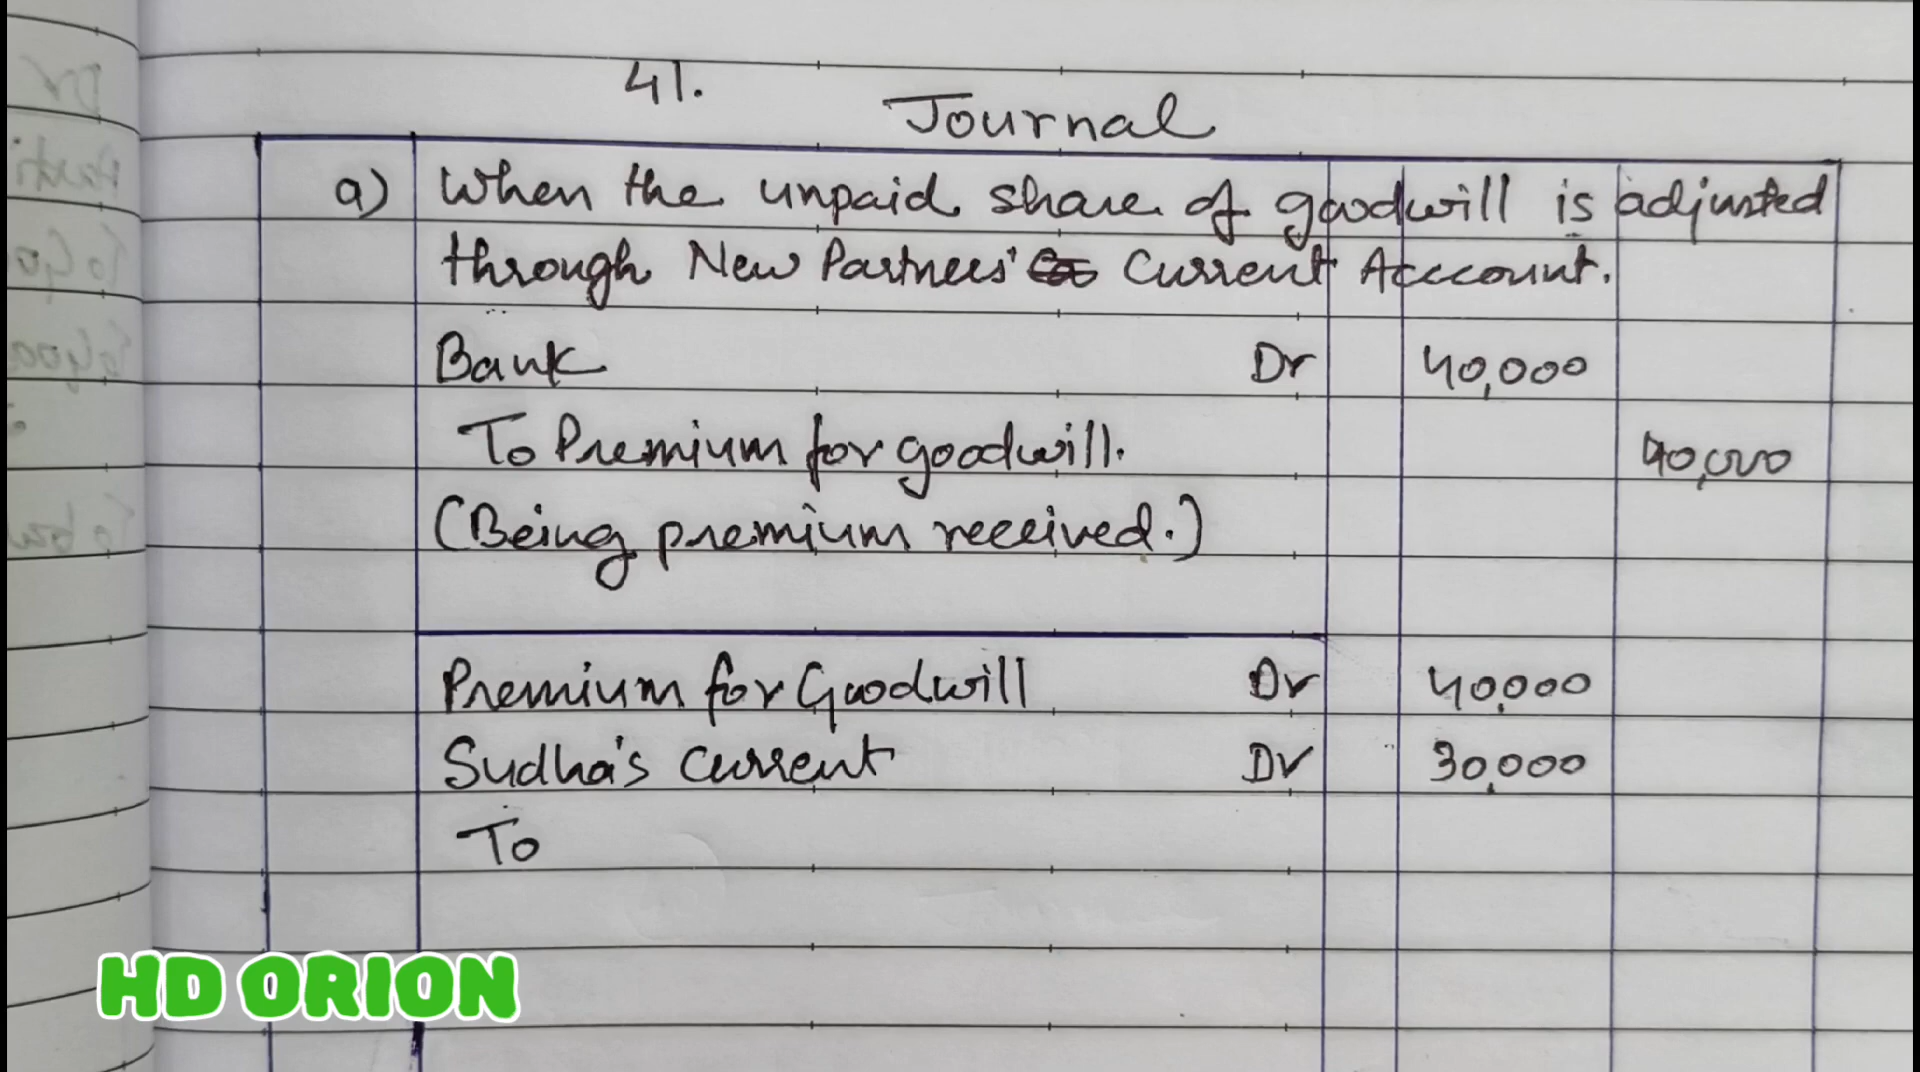 41.
Journal
a) When the unpaid share of goodwill is adjusted
through New Partners' Current Acccount.
Bank Dr 40,000
To Premium for goodwill. 40,000
(Being premium received.)
Premium for Goodwill Dr 40,000
Sudha's current Dr 30,000
To
HD ORION